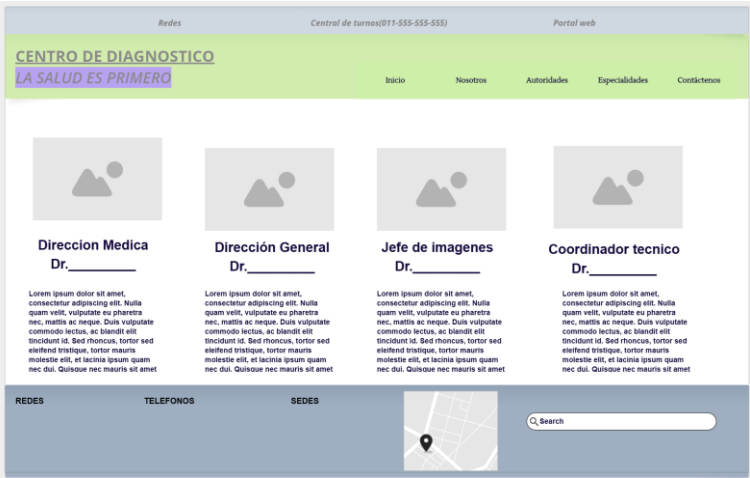 Redes Central de turnos(011-555-555-555) Portal web
CENTRO DE DIAGNOSTICO
LA SALUD ES PRIMERO
Inicio Nosotros Autoridades Especialidades Contáctenos
Direccion Medica
Dr.__________
Lorem ipsum dolor sit amet,
consectetur adipiscing elit. Nulla
quam velit, vulputate eu pharetra
nec, mattis ac neque. Duis vulputate
commodo lectus, ac blandit elit
tincidunt id. Sed rhoncus, tortor sed
eleifend tristique, tortor mauris
molestie elit, et lacinia ipsum quam
nec dui. Quisque nec mauris sit amet
Dirección General
Dr.__________
Lorem ipsum dolor sit amet,
consectetur adipiscing elit. Nulla
quam velit, vulputate eu pharetra
nec, mattis ac neque. Duis vulputate
commodo lectus, ac blandit elit
tincidunt id. Sed rhoncus, tortor sed
eleifend tristique, tortor mauris
molestie elit, et lacinia ipsum quam
nec dui. Quisque nec mauris sit amet
Jefe de imagenes
Dr.__________
Lorem ipsum dolor sit amet,
consectetur adipiscing elit. Nulla
quam velit, vulputate eu pharetra
nec, mattis ac neque. Duis vulputate
commodo lectus, ac blandit elit
tincidunt id. Sed rhoncus, tortor sed
eleifend tristique, tortor mauris
molestie elit, et lacinia ipsum quam
nec dui. Quisque nec mauris sit amet
Coordinador tecnico
Dr.__________
Lorem ipsum dolor sit amet,
consectetur adipiscing elit. Nulla
quam velit, vulputate eu pharetra
nec, mattis ac neque. Duis vulputate
commodo lectus, ac blandit elit
tincidunt id. Sed rhoncus, tortor sed
eleifend tristique, tortor mauris
molestie elit, et lacinia ipsum quam
nec dui. Quisque nec mauris sit amet
REDES TELEFONOS SEDES
Search